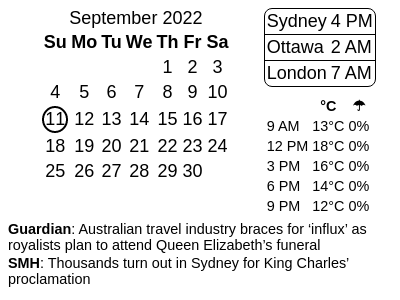 September 2022
Su Mo Tu We Th Fr Sa
1 2 3
4 5 6 7 8 9 10
11 12 13 14 15 16 17
18 19 20 21 22 23 24
25 26 27 28 29 30
Sydney 4 PM
Ottawa 2 AM
London 7 AM
°C ☂
9 AM 13°C 0%
12 PM 18°C 0%
3 PM 16°C 0%
6 PM 14°C 0%
9 PM 12°C 0%
Guardian: Australian travel industry braces for ‘influx’ as
royalists plan to attend Queen Elizabeth’s funeral
SMH: Thousands turn out in Sydney for King Charles’
proclamation